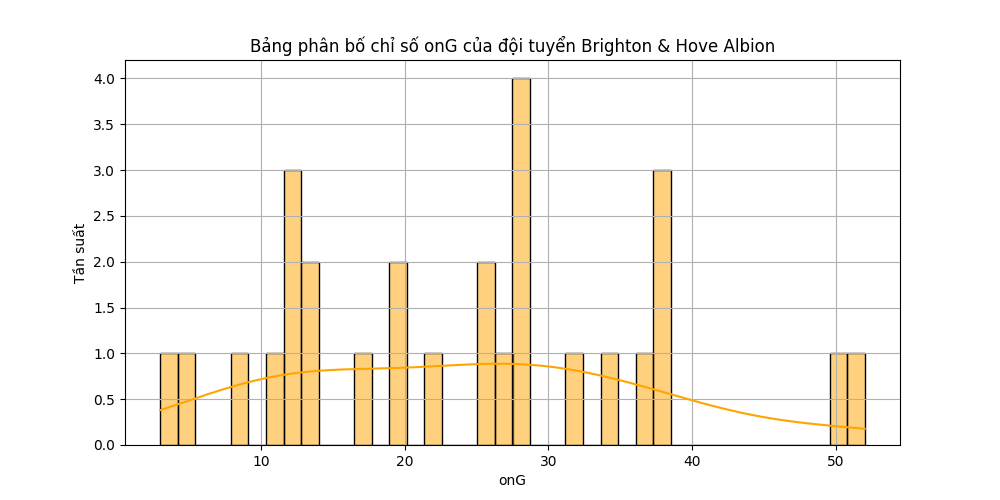 Bảng phân bố chỉ số onG của đội tuyển Brighton & Hove Albion
Tần suất
4.0
3.5
3.0
2.5
2.0
1.5
1.0
0.5
0.0
10 20 30 40 50
onG